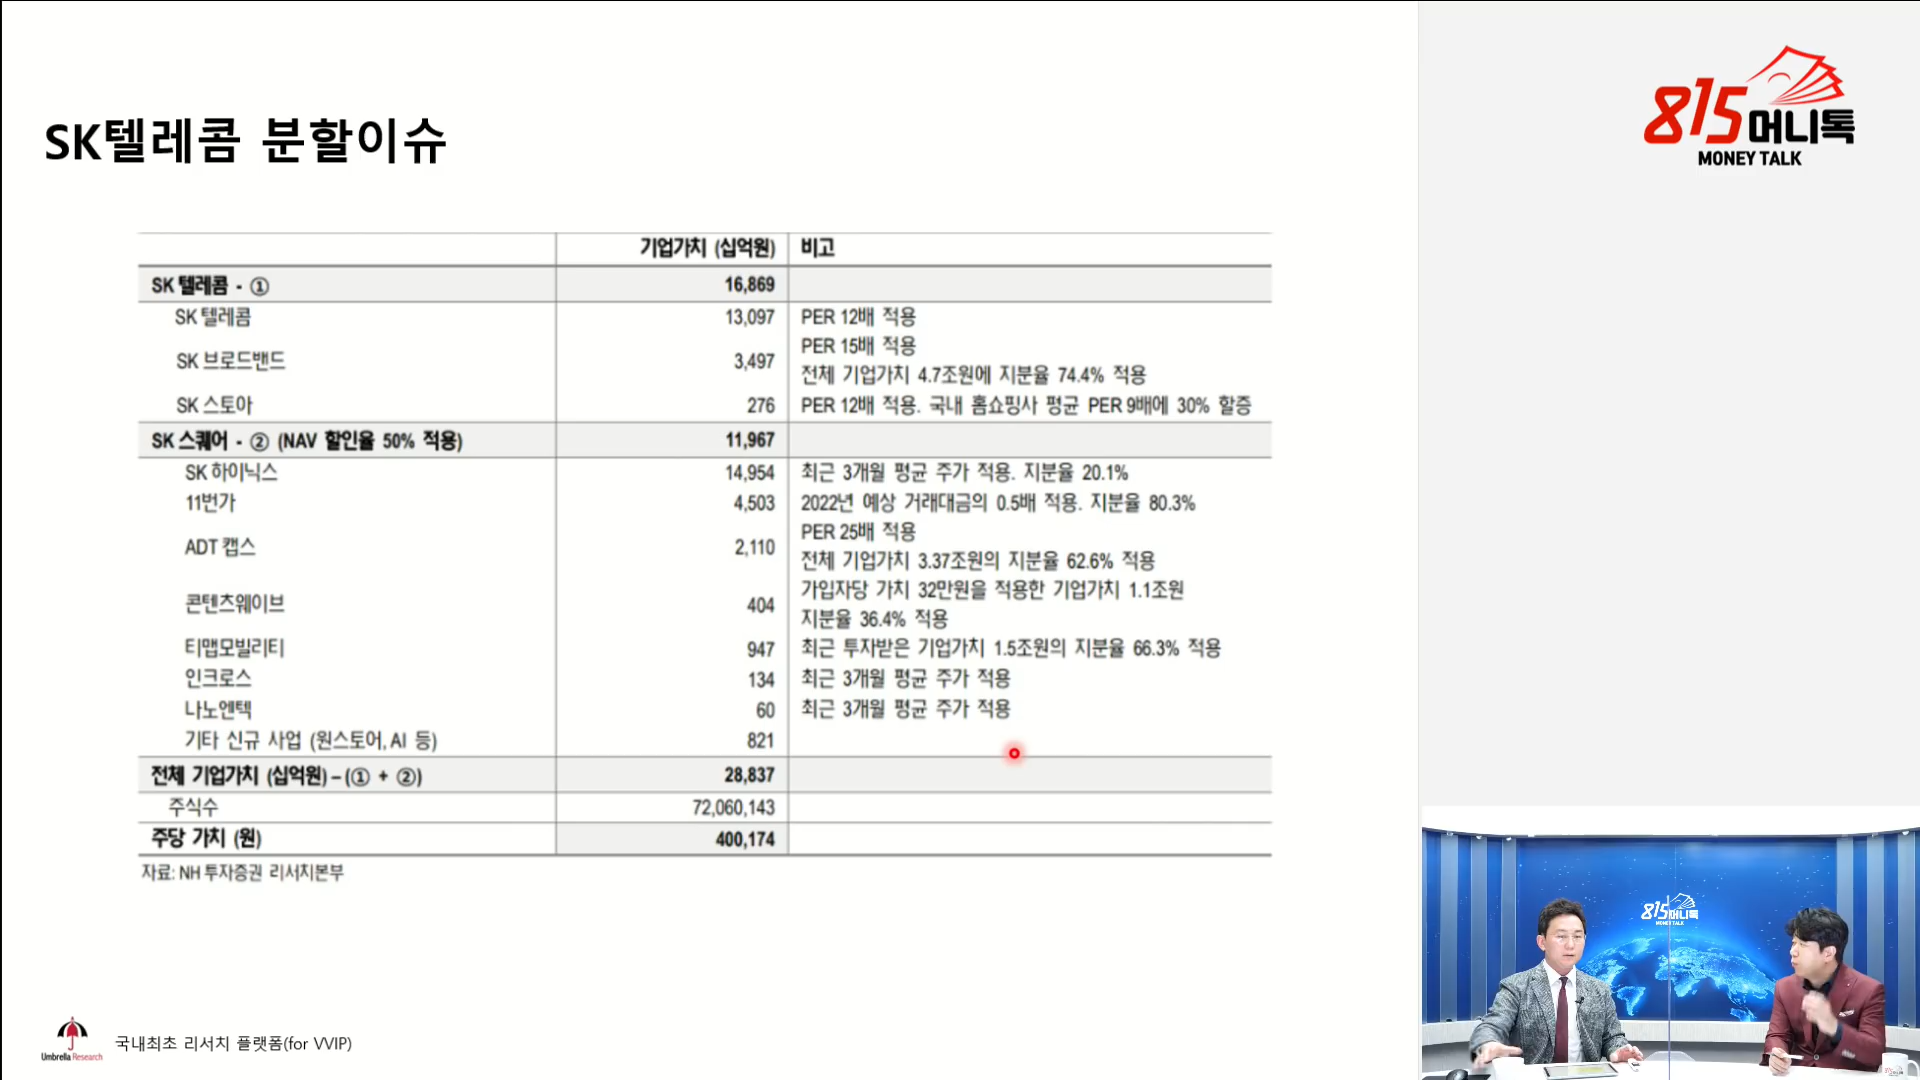 SK텔레콤 분할이슈
815머니톡
MONEY TALK
기업가치 (십억원) 비고
SK 텔레콤 - ① 16,869
SK 텔레콤 13,097 PER 12배 적용
SK 브로드밴드 3,497 PER 15배 적용
전체 기업가치 4.7조원에 지분율 74.4% 적용
SK 스토아 276 PER 12배 적용. 국내 홈쇼핑사 평균 PER 9배에 30% 할증
SK 스퀘어 - ② (NAV 할인율 50% 적용) 11,967
SK 하이닉스 14,954 최근 3개월 평균 주가 적용. 지분율 20.1%
11번가 4,503 2022년 예상 거래대금의 0.5배 적용. 지분율 80.3%
ADT 캡스 2,110 PER 25배 적용
전체 기업가치 3.37조원의 지분율 62.6% 적용
콘텐츠웨이브 404 가입자당 가치 32만원을 적용한 기업가치 1.1조원
지분율 36.4% 적용
티맵모빌리티 947 최근 투자받은 기업가치 1.5조원의 지분율 66.3% 적용
인크로스 134 최근 3개월 평균 주가 적용
나노엔텍 60 최근 3개월 평균 주가 적용
기타 신규 사업 (원스토어, AI 등) 821
전체 기업가치 (십억원) – (① + ②) 28,837
주식수 72,060,143
주당 가치 (원) 400,174
자료: NH 투자증권 리서치본부
815머니톡
MONEY TALK
Umbrella Research
국내최초 리서치 플랫폼(for VVIP)